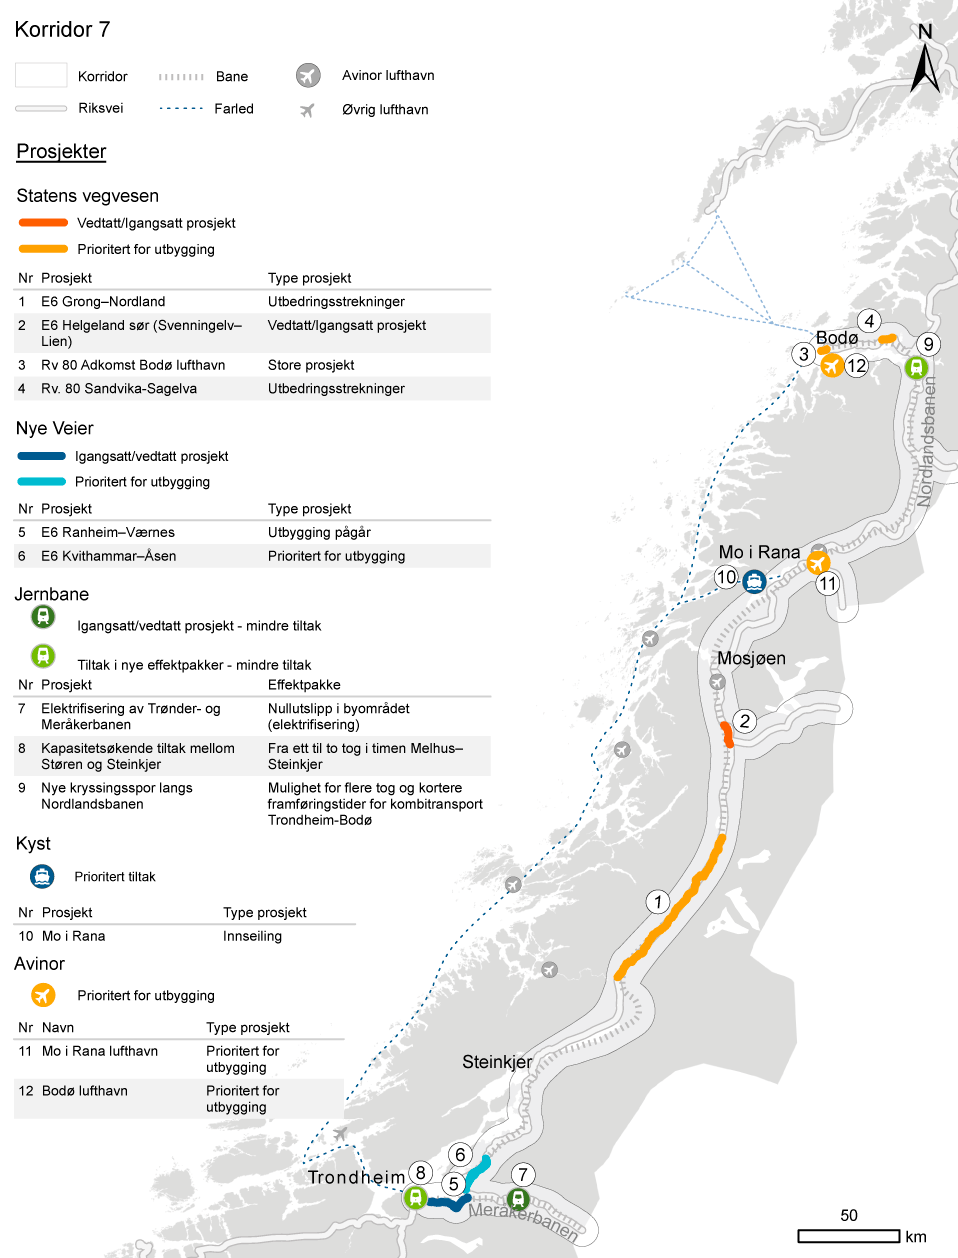 Korridor 7
Korridor
Bane
Avinor lufthavn
Riksvei
Farled
Øvrig lufthavn
Prosjekter
Statens vegvesen
Vedtatt/Igangsatt prosjekt
Prioritert for utbygging
Nr Prosjekt Type prosjekt
1 E6 Grong–Nordland Utbedringsstrekninger
2 E6 Helgeland sør (Svenningelv– Vedtatt/Igangsatt prosjekt
Lien)
3 Rv 80 Adkomst Bodø lufthavn Store prosjekt
4 Rv. 80 Sandvika-Sagelva Utbedringsstrekninger
Nye Veier
Igangsatt/vedtatt prosjekt
Prioritert for utbygging
Nr Prosjekt Type prosjekt
5 E6 Ranheim–Værnes Utbygging pågår
6 E6 Kvithammar–Åsen Prioritert for utbygging
Jernbane
Igangsatt/vedtatt prosjekt - mindre tiltak
Tiltak i nye effektpakker - mindre tiltak
Nr Prosjekt Effektpakke
7 Elektrifisering av Trønder- og Nullutslipp i byområdet
Meråkerbanen (elektrifisering)
8 Kapasitetsøkende tiltak mellom Fra ett til to tog i timen Melhus–
Støren og Steinkjer Steinkjer
9 Nye kryssingsspor langs Mulighet for flere tog og kortere
Nordlandsbanen framføringstider for kombitransport
Trondheim-Bodø
Kyst
Prioritert tiltak
Nr Prosjekt Type prosjekt
10 Mo i Rana Innseiling
Avinor
Prioritert for utbygging
Nr Navn Type prosjekt
11 Mo i Rana lufthavn Prioritert for
utbygging
12 Bodø lufthavn Prioritert for
utbygging
N
4
Bodø
9
3
12
Nordlandsbanen
Mo i Rana
10
11
Mosjøen
2
1
Steinkjer
6
Trondheim
8
5
7
Meråkerbanen
50
km